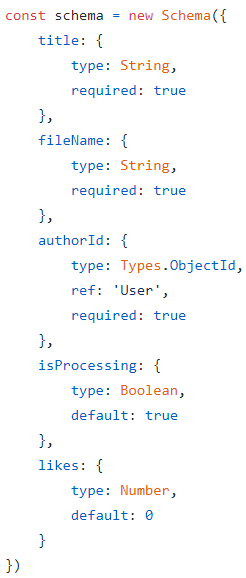 const schema = new Schema({
    title: {
        type: String,
        required: true
    },
    fileName: {
        type: String,
        required: true
    },
    authorId: {
        type: Types.ObjectId,
        ref: 'User',
        required: true
    },
    isProcessing: {
        type: Boolean,
        default: true
    },
    likes: {
        type: Number,
        default: 0
    }
})